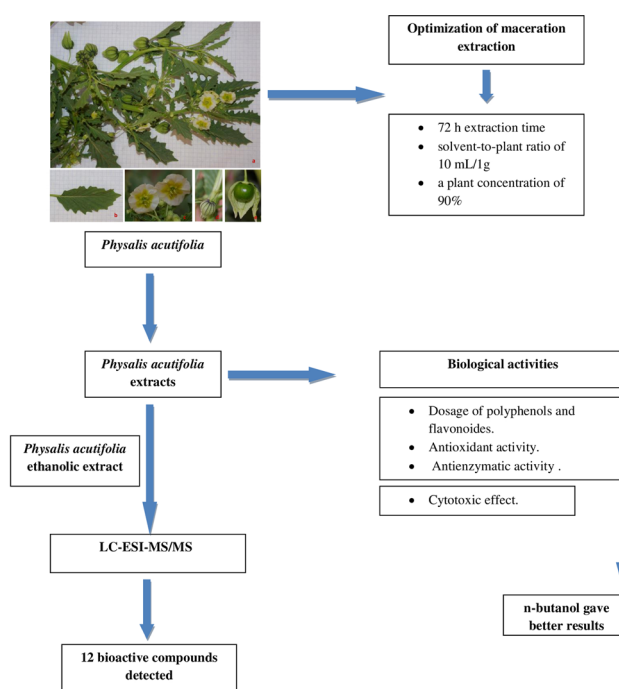 Optimization of maceration
extraction
• 72 h extraction time
• solvent-to-plant ratio of
10 mL/1g
• a plant concentration of
90%
a
b
Physalis acutifolia
Physalis acutifolia
extracts
Biological activities
• Dosage of polyphenols and
flavonoides.
• Antioxidant activity.
• Antienzymatic activity .
• Cytotoxic effect.
Physalis acutifolia
ethanolic extract
LC-ESI-MS/MS
n-butanol gave
better results
12 bioactive compounds
detected